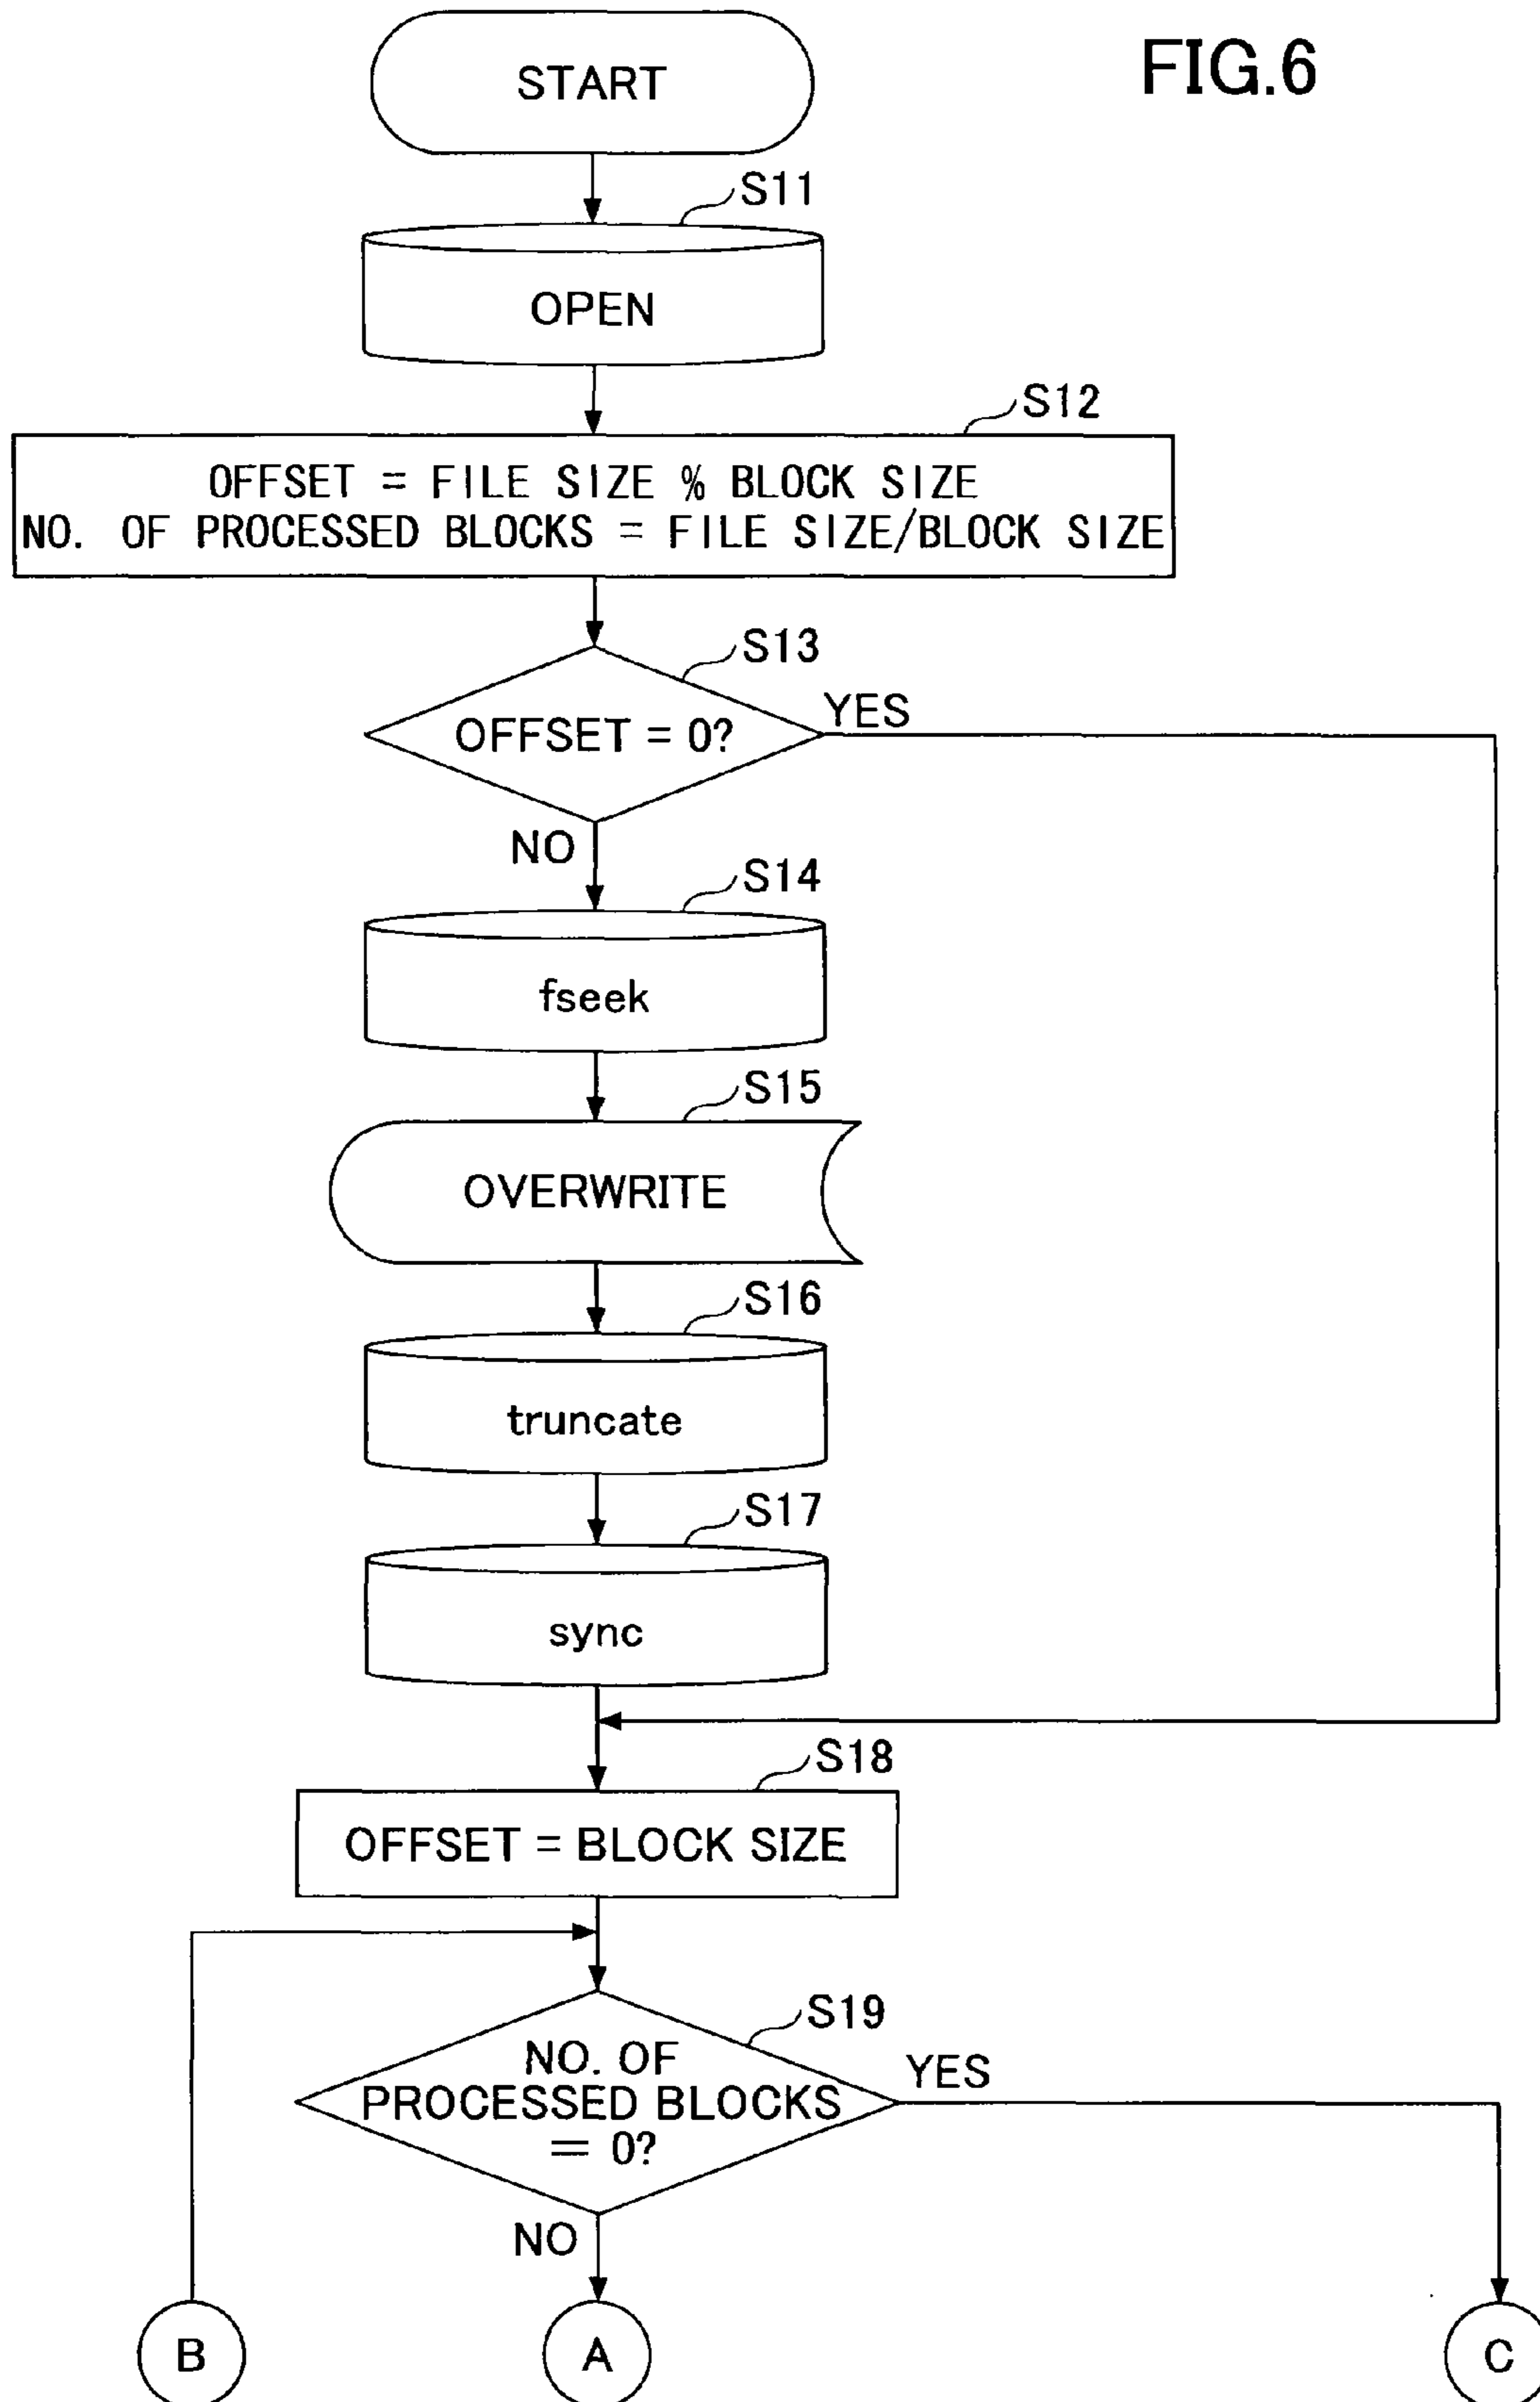 FIG.6
START
S11
OPEN
S12
OFFSET = FILE SIZE % BLOCK SIZE
NO. OF PROCESSED BLOCKS = FILE SIZE/BLOCK SIZE
S13
OFFSET = 0?
YES
NO
S14
fseek
S15
OVERWRITE
S16
truncate
S17
sync
S18
OFFSET = BLOCK SIZE
S19
NO. OF
PROCESSED BLOCKS
= 0?
YES
NO
B
A
C